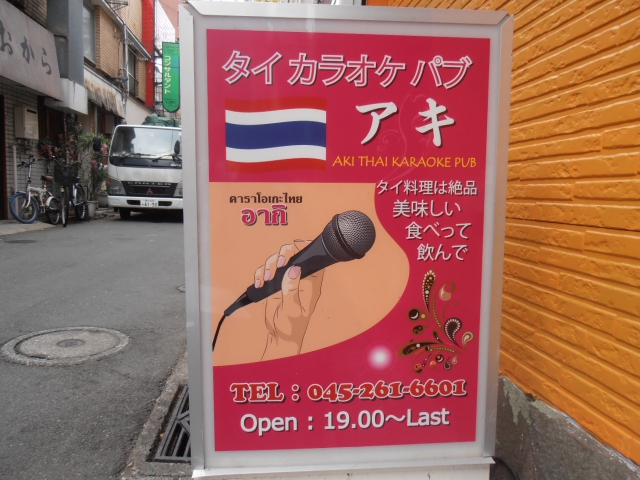 タイ カラオケ パブ
アキ
AKI THAI KARAOKE PUB
คาราโอเกะไทย
อากิ
タイ料理は絶品
美味しい
食べって
飲んで
TEL : 045-261-6601
Open : 19.00～Last
おから
CANTER